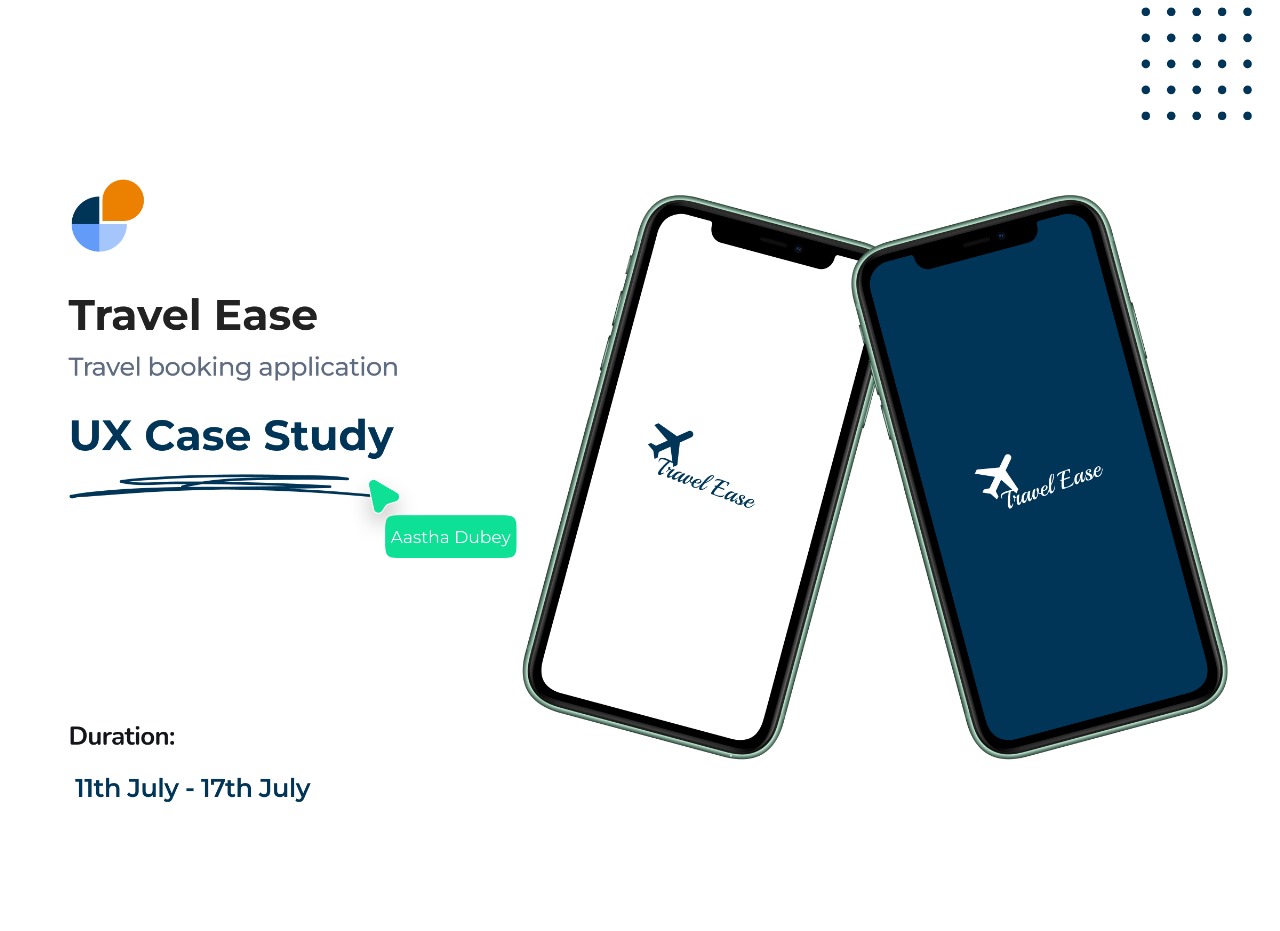 Travel Ease
Travel booking application
UX Case Study
Aastha Dubey
Duration:
11th July - 17th July
Travel Ease
Travel Ease